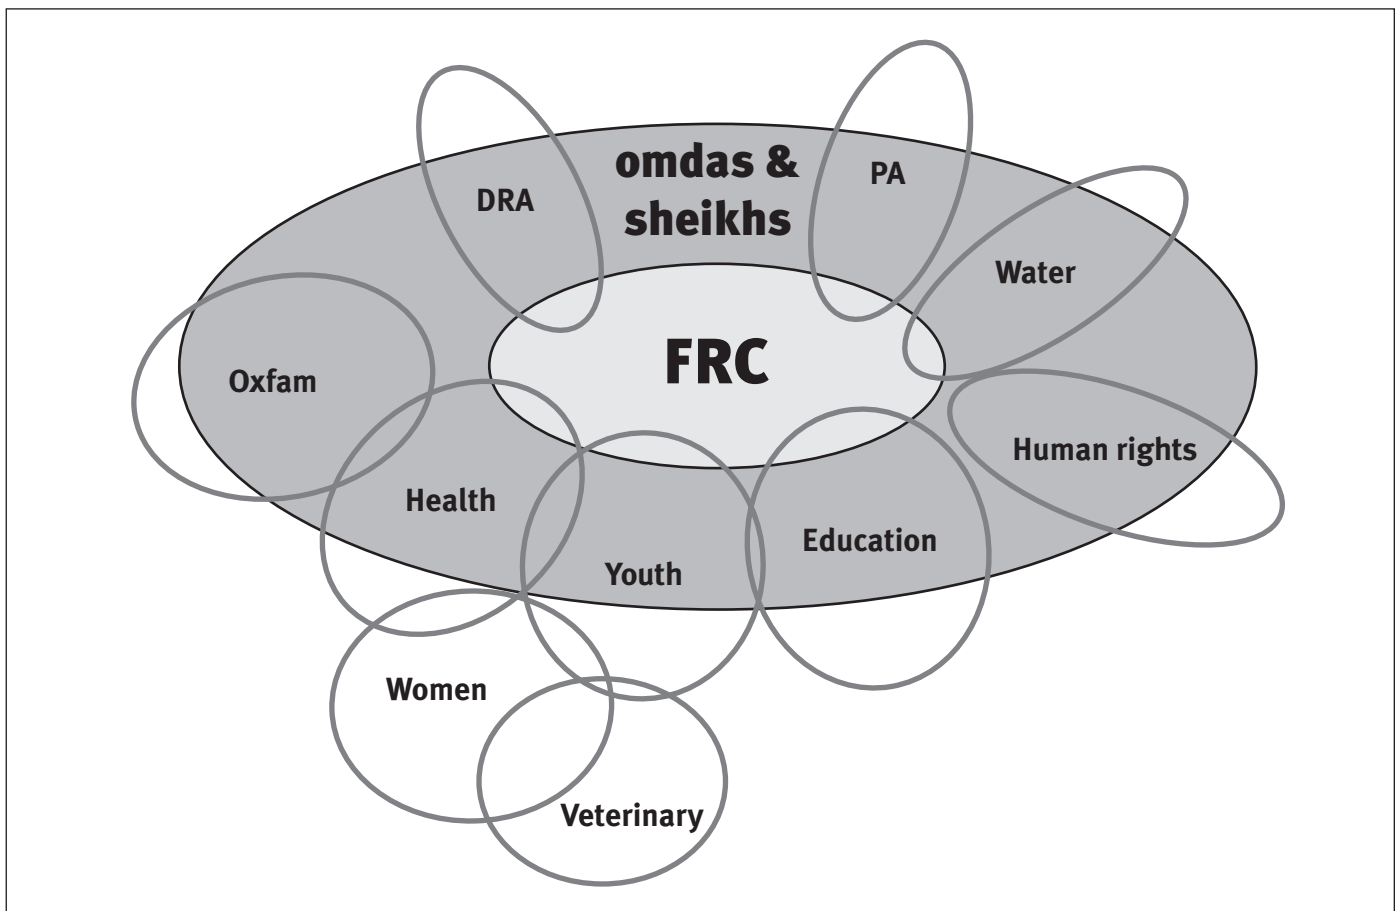 omdas &
sheikhs
PA
DRA
Water
FRC
Oxfam
Human rights
Health
Education
Youth
Women
Veterinary